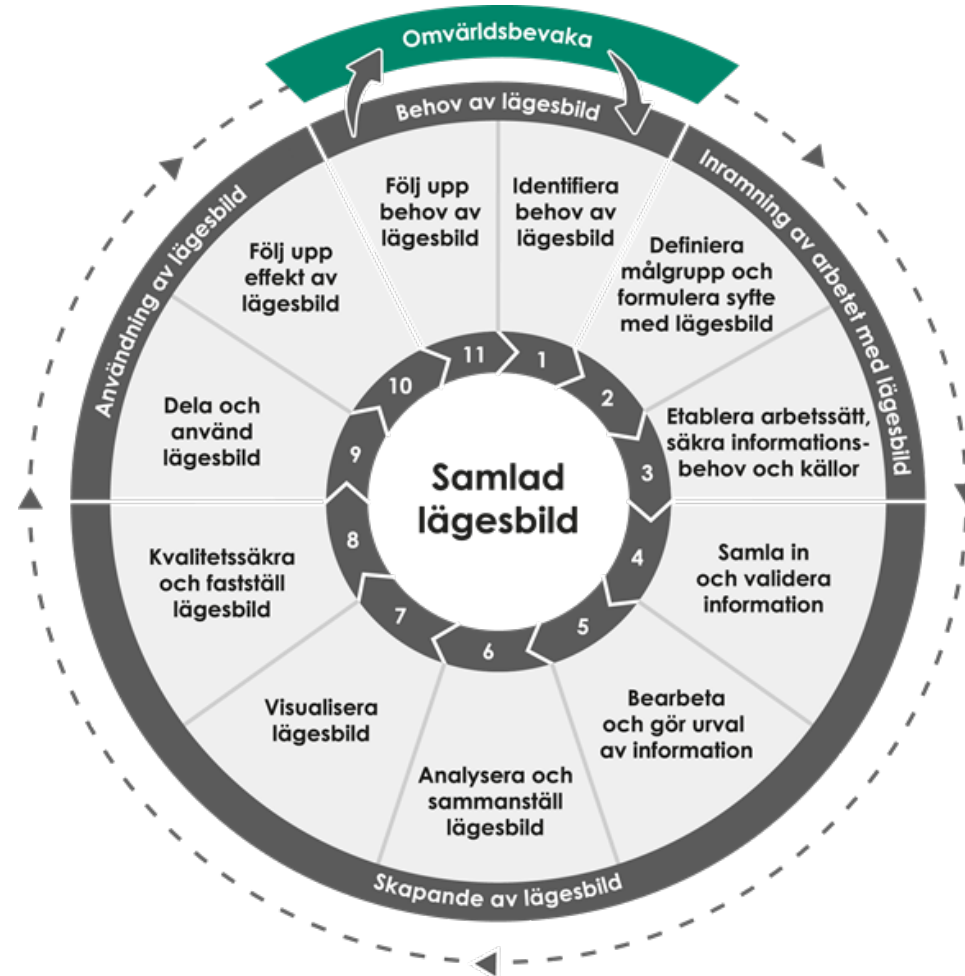 Omvärldsbevaka
Behov av lägesbild
Inramning av arbetet med lägesbild
Användning av lägesbild
Skapande av lägesbild
Identifiera
behov av
lägesbild
Definiera
målgrupp och
formulera syfte
med lägesbild
Etablera arbetssätt,
säkra informations-
behov och källor
Samla in
och validera
information
Bearbeta
och gör urval
av information
Analysera och
sammanställ
lägesbild
Visualisera
lägesbild
Kvalitetssäkra
och fastställ
lägesbild
Dela och
använd
lägesbild
Följ upp
effekt av
lägesbild
Följ upp
behov av
lägesbild
1
2
3
4
5
6
7
8
9
10
11
Samlad
lägesbild